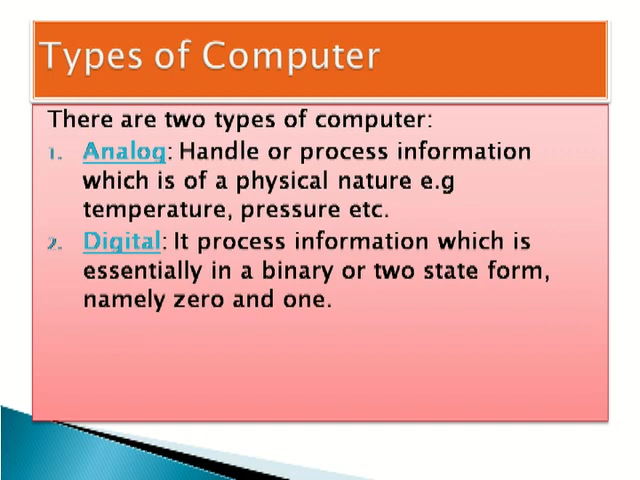 Types of Computer
There are two types of computer:
1. Analog: Handle or process information
which is of a physical nature e.g
temperature, pressure etc.
2. Digital: It process information which is
essentially in a binary or two state form,
namely zero and one.